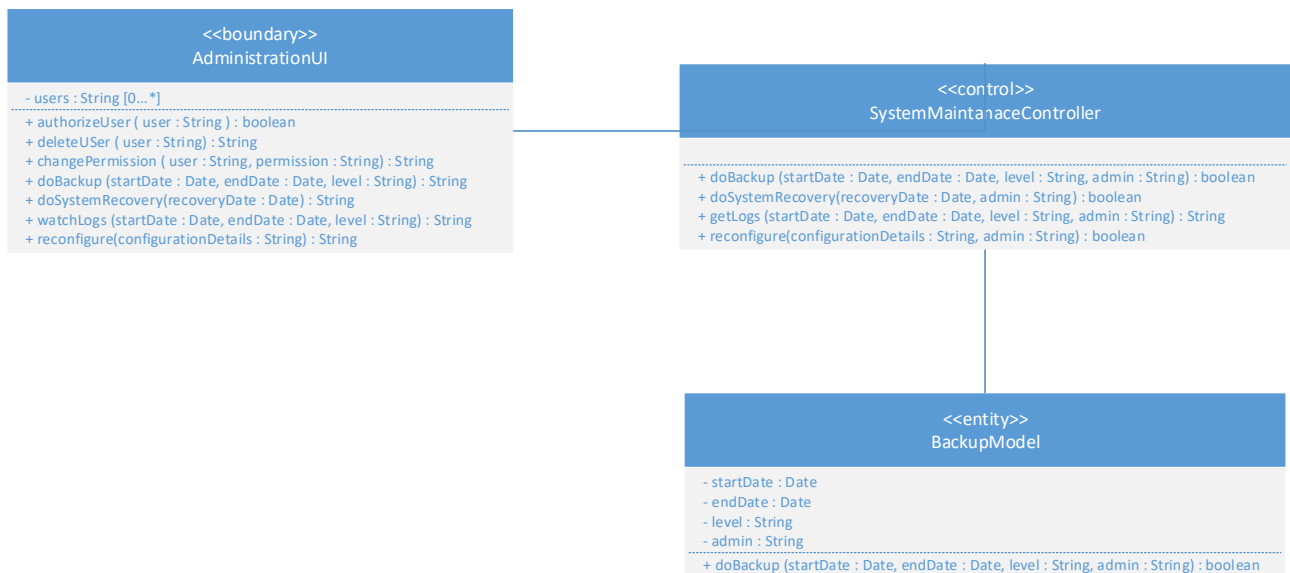 <<boundary>>
AdministrationUI
- users : String [0...*]
+ authorizeUser ( user : String ) : boolean
+ deleteUSer ( user : String) : String
+ changePermission ( user : String, permission : String) : String
+ doBackup (startDate : Date, endDate : Date, level : String) : String
+ doSystemRecovery(recoveryDate : Date) : String
+ watchLogs (startDate : Date, endDate : Date, level : String) : String
+ reconfigure(configurationDetails : String) : String
<<control>>
SystemMaintanaceController
+ doBackup (startDate : Date, endDate : Date, level : String, admin : String) : boolean
+ doSystemRecovery(recoveryDate : Date, admin : String) : boolean
+ getLogs (startDate : Date, endDate : Date, level : String, admin : String) : String
+ reconfigure(configurationDetails : String, admin : String) : boolean
<<entity>>
BackupModel
- startDate : Date
- endDate : Date
- level : String
- admin : String
+ doBackup (startDate : Date, endDate : Date, level : String, admin : String) : boolean